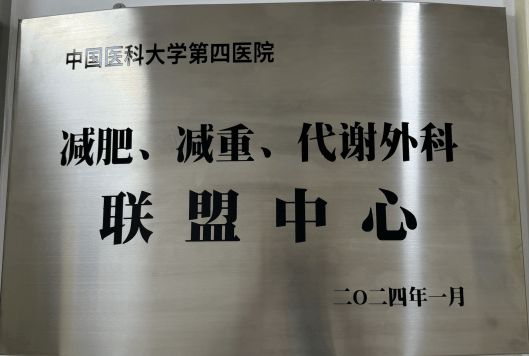 中国医科大学第四医院
减肥、减重、代谢外科
联盟中心
二〇二四年一月